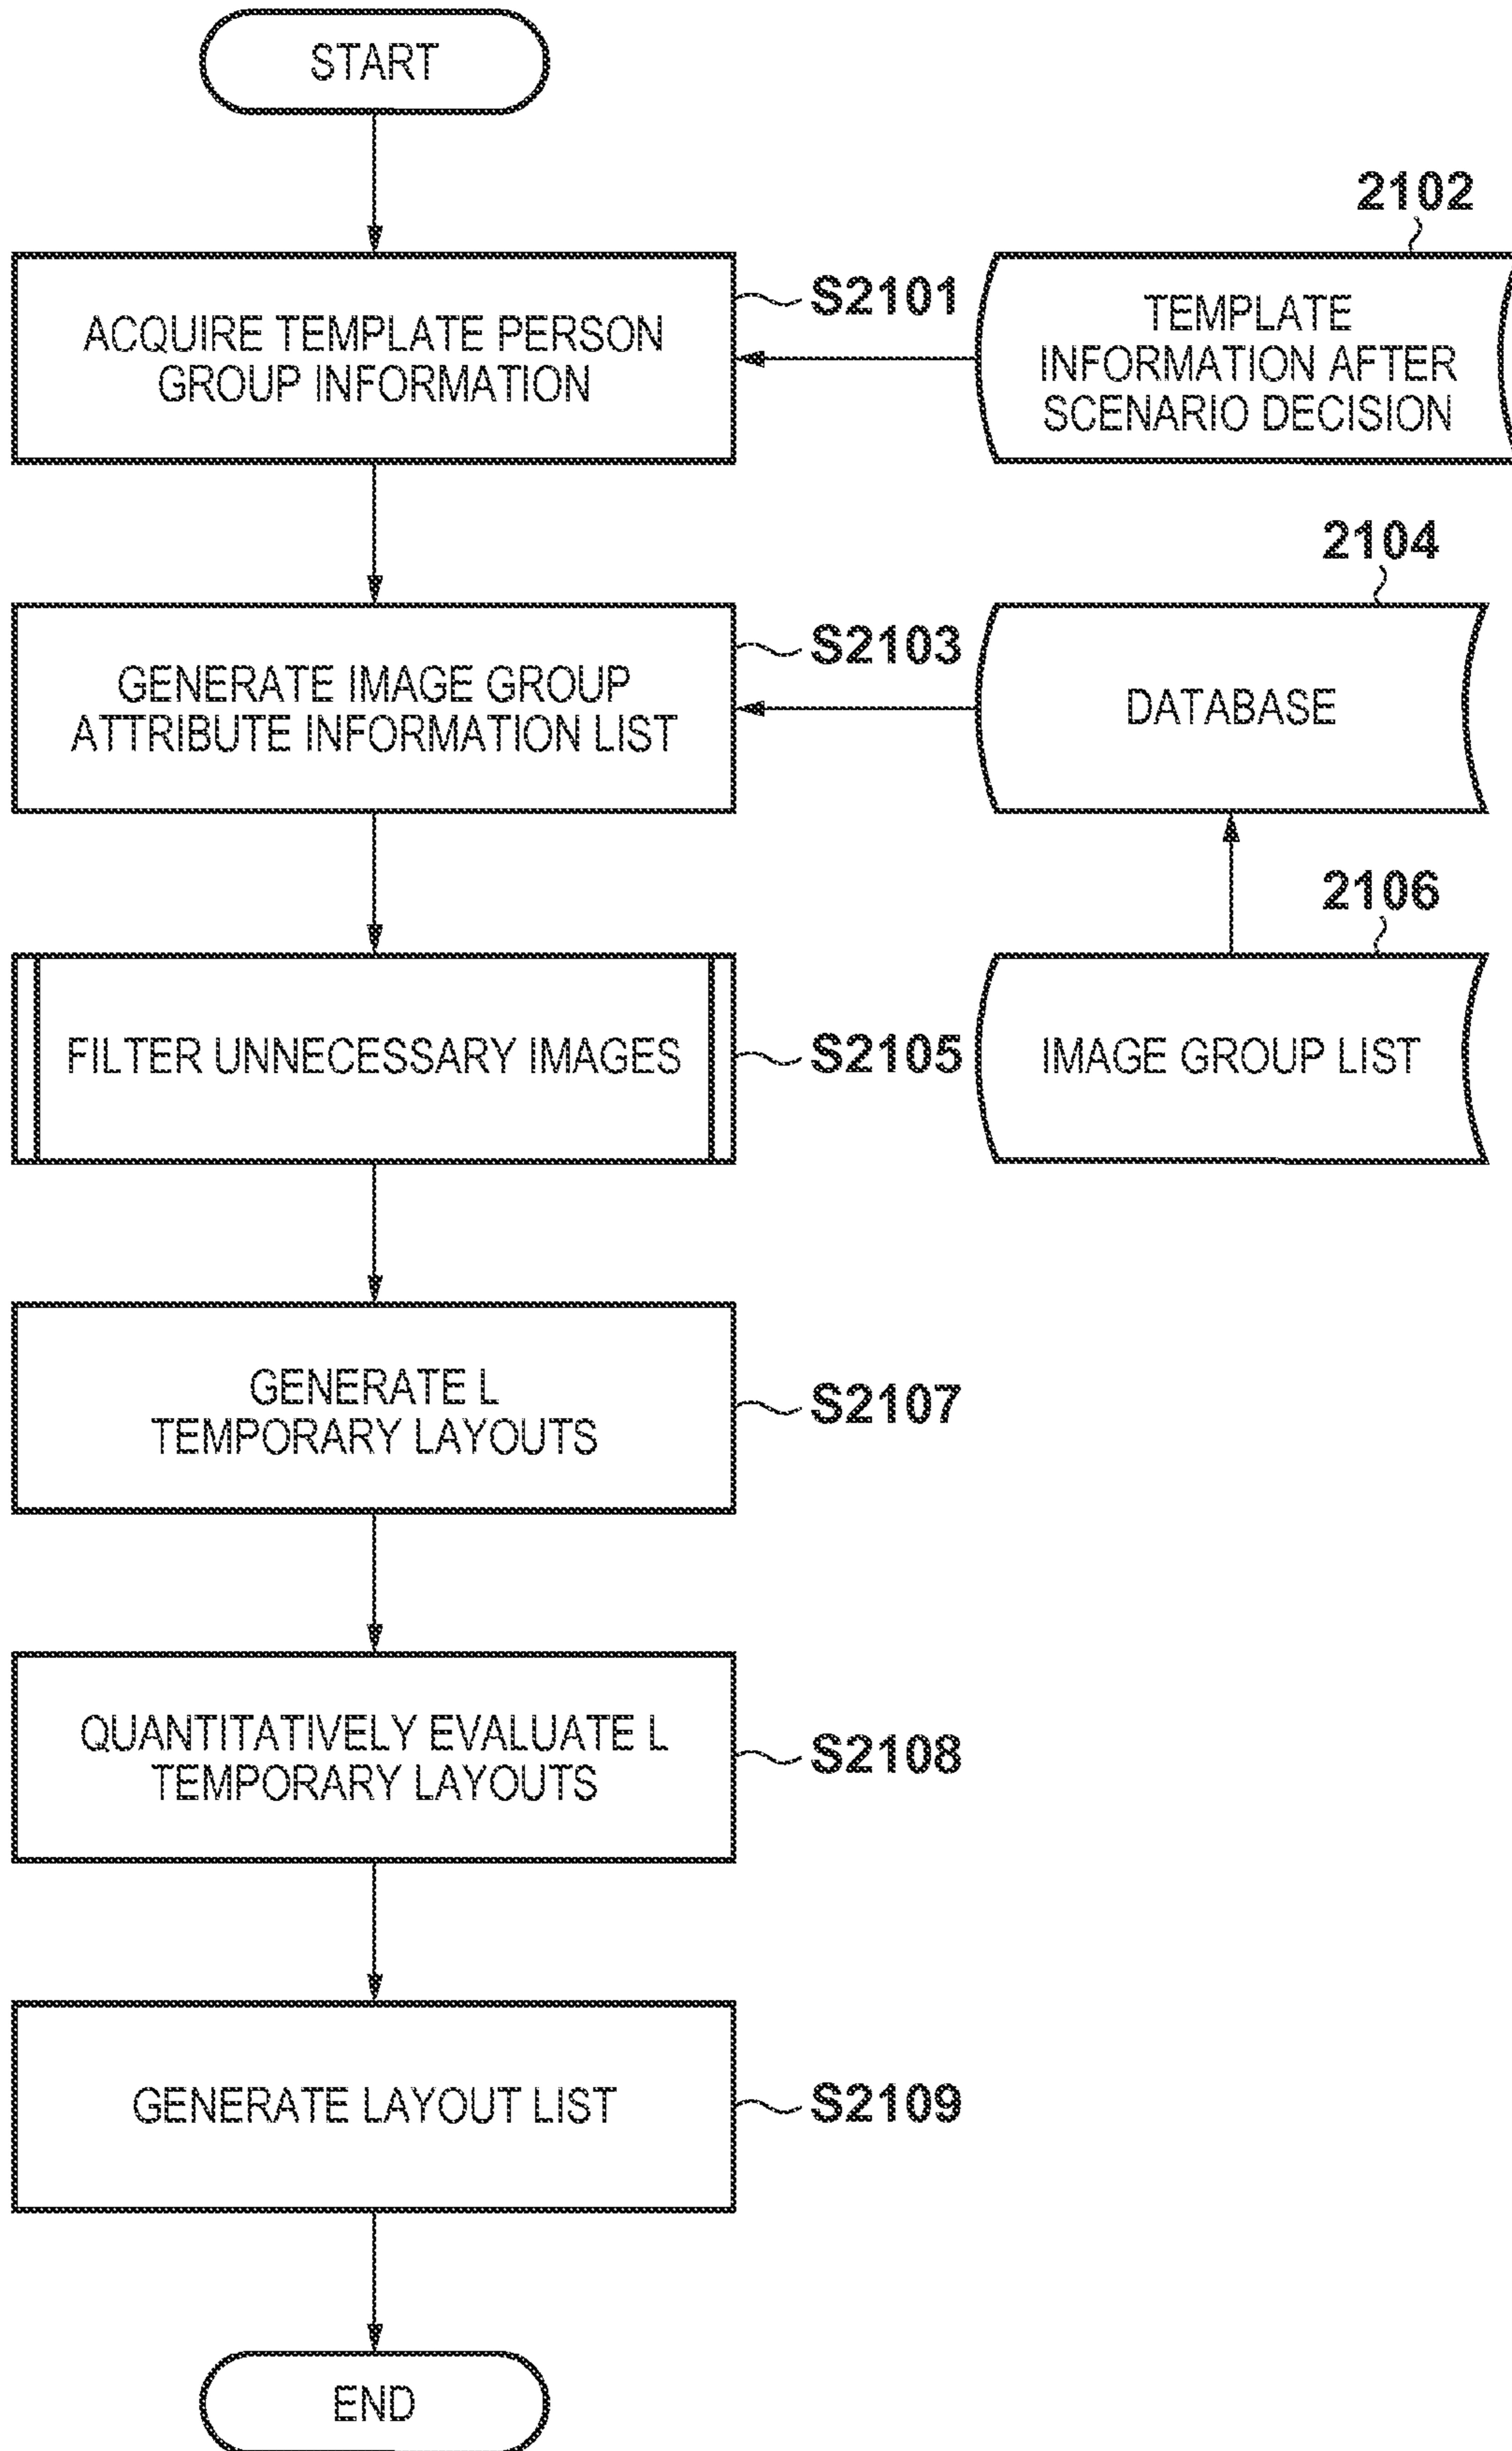 START
2102
ACQUIRE TEMPLATE PERSON
GROUP INFORMATION
S2101
TEMPLATE
INFORMATION AFTER
SCENARIO DECISION
2104
GENERATE IMAGE GROUP
ATTRIBUTE INFORMATION LIST
S2103
DATABASE
2106
FILTER UNNECESSARY IMAGES
S2105
IMAGE GROUP LIST
GENERATE L
TEMPORARY LAYOUTS
S2107
QUANTITATIVELY EVALUATE L
TEMPORARY LAYOUTS
S2108
GENERATE LAYOUT LIST
S2109
END